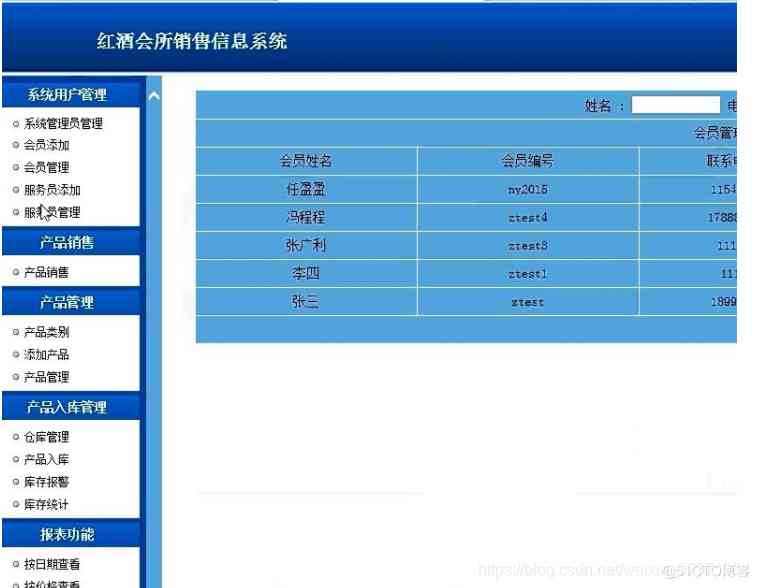 红酒会所销售信息系统
系统用户管理
系统管理员管理
会员添加
会员管理
服务员添加
服务员管理
产品销售
产品销售
产品管理
产品类别
添加产品
产品管理
产品入库管理
仓库管理
产品入库
库存报警
库存统计
报表功能
按日期查看
按价格查看
姓名 :
会员管理
会员姓名 会员编号 联系
任盈盈 ny2015 1154
冯程程 ztest4 1788
张广利 ztest3 111
李四 ztest1 111
张三 ztest 1899
https://blog.csdn.net/weixi
@51CTO博客